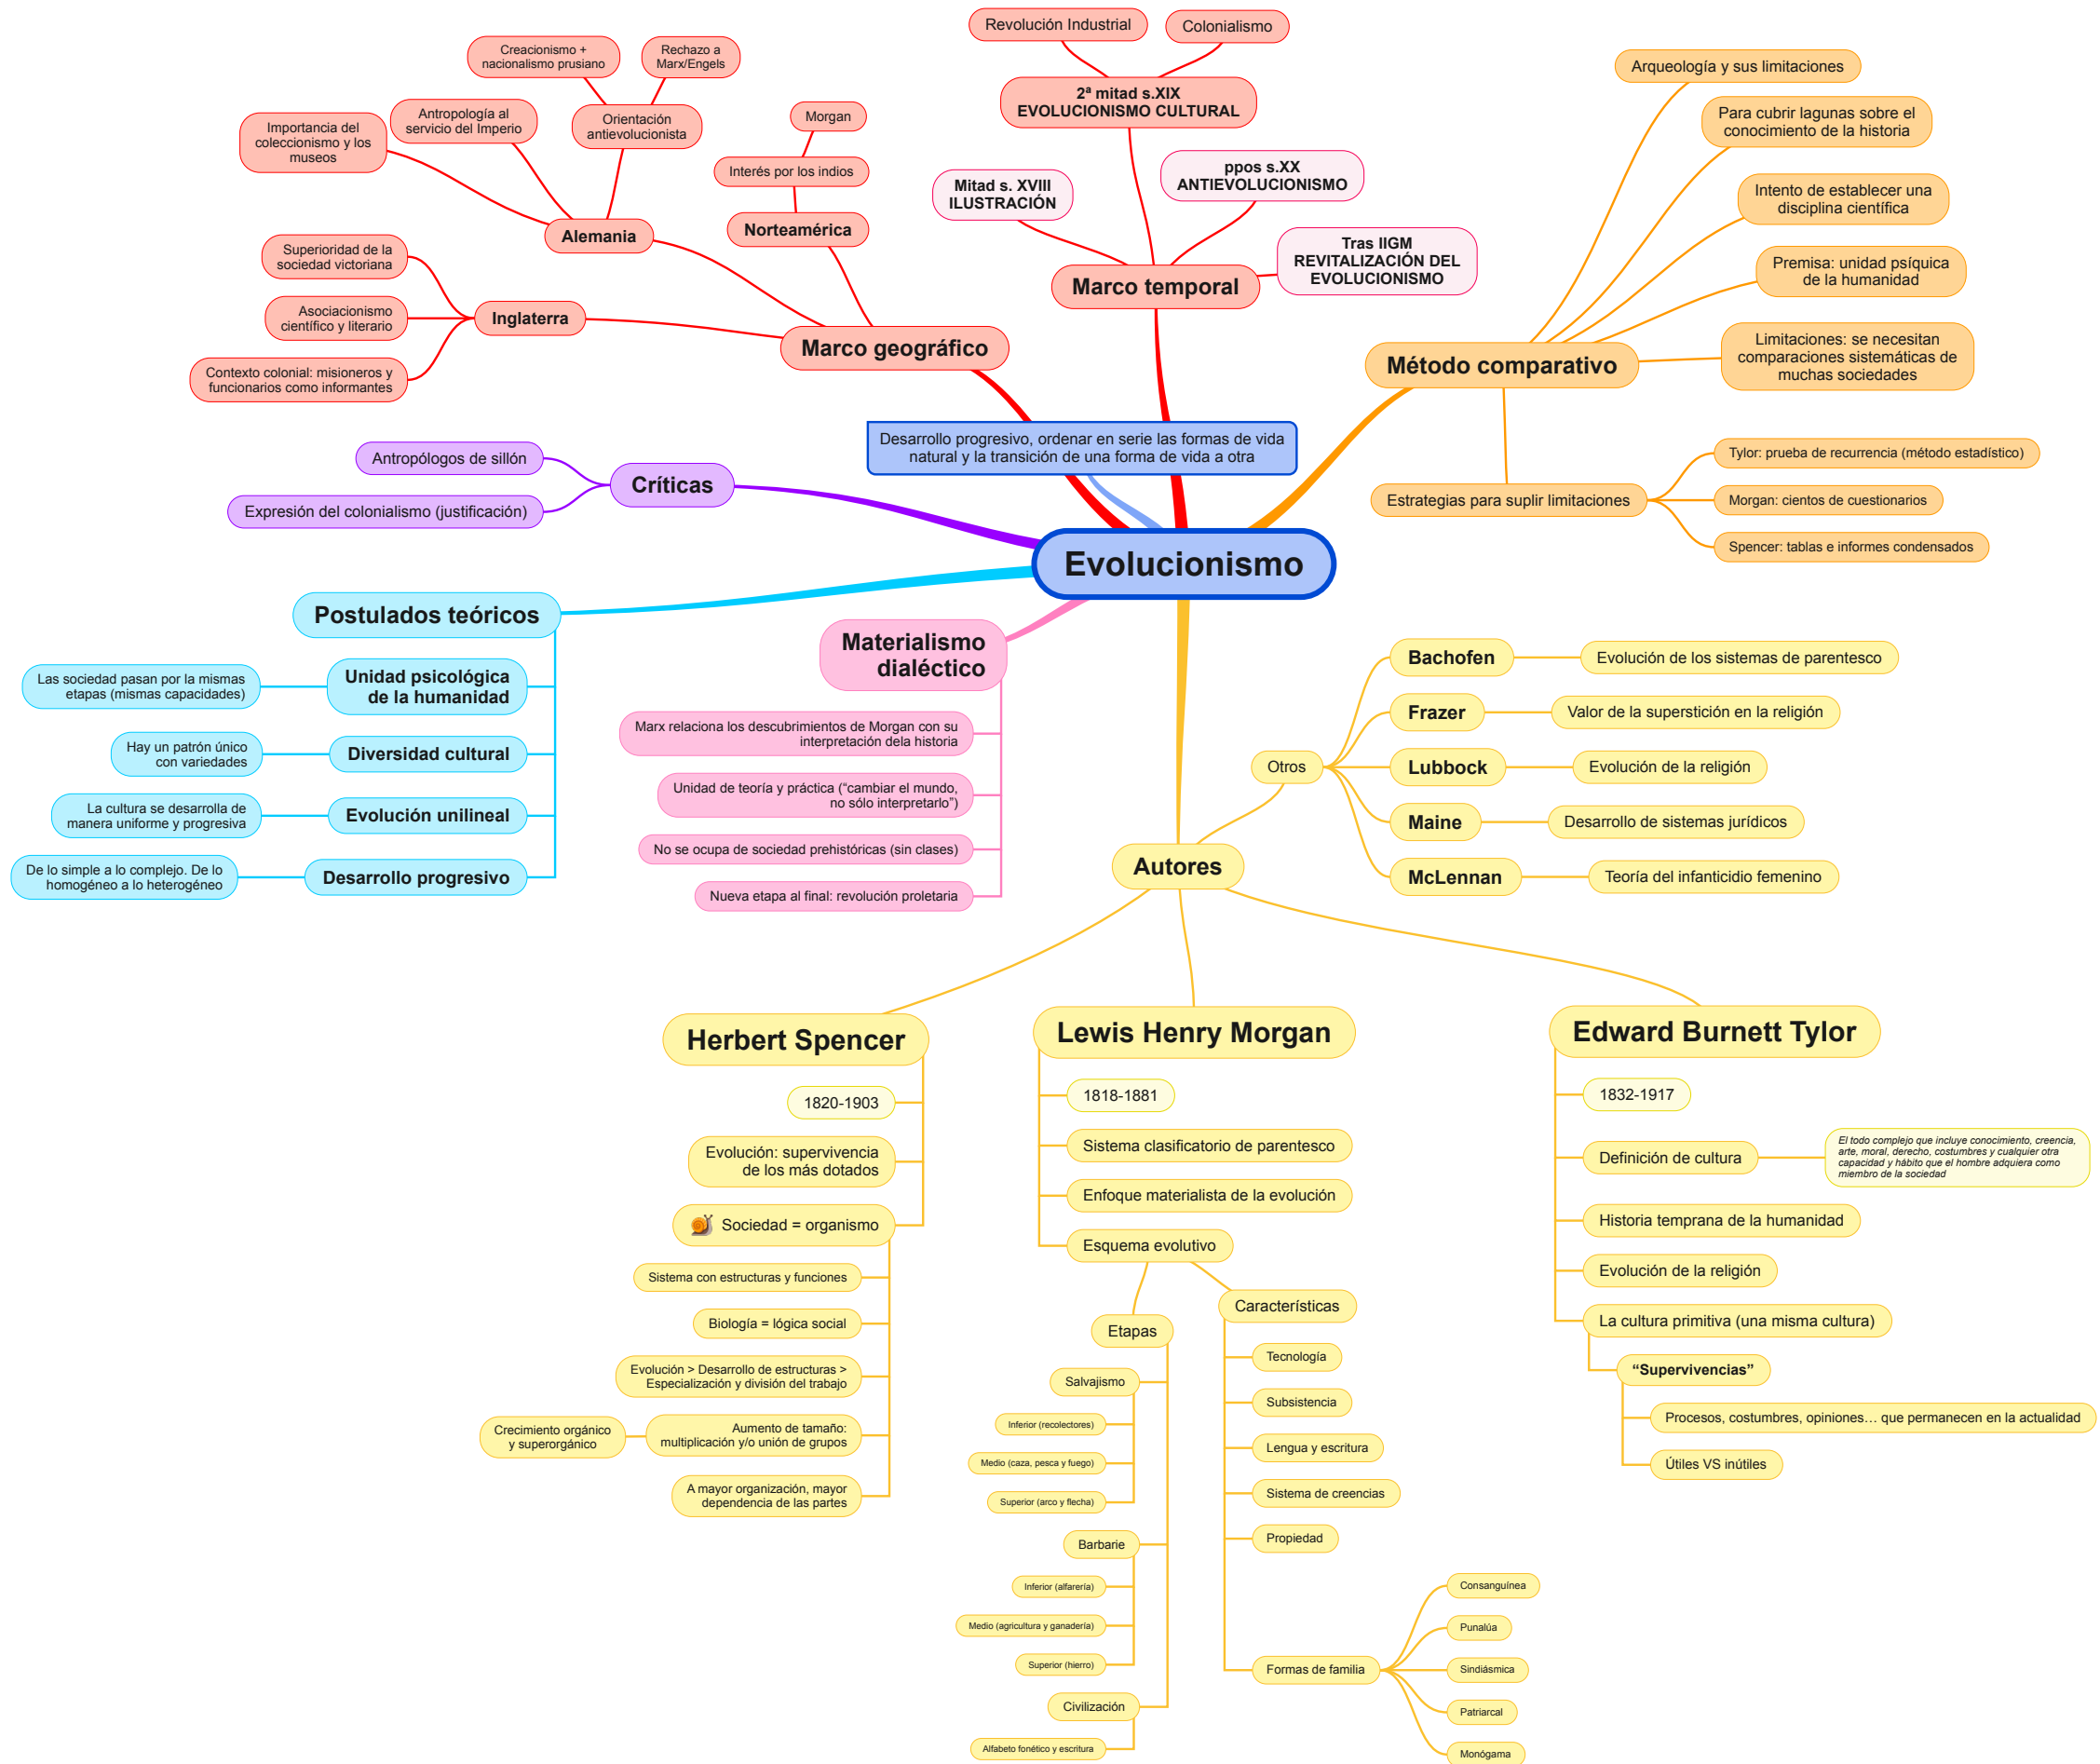 Revolución Industrial
Colonialismo
2ª mitad s.XIX
EVOLUCIONISMO CULTURAL
Mitad s. XVIII
ILUSTRACIÓN
ppos s.XX
ANTIEVOLUCIONISMO
Tras IIGM
REVITALIZACIÓN DEL
EVOLUCIONISMO
Marco temporal
Creacionismo +
nacionalismo prusiano
Rechazo a
Marx/Engels
Importancia del
coleccionismo y los
museos
Antropología al
servicio del Imperio
Orientación
antievolucionista
Alemania
Morgan
Interés por los indios
Norteamérica
Superioridad de la
sociedad victoriana
Asociacionismo
científico y literario
Contexto colonial: misioneros y
funcionarios como informantes
Inglaterra
Marco geográfico
Arqueología y sus limitaciones
Para cubrir lagunas sobre el
conocimiento de la historia
Intento de establecer una
disciplina científica
Premisa: unidad psíquica
de la humanidad
Limitaciones: se necesitan
comparaciones sistemáticas de
muchas sociedades
Método comparativo
Estrategias para suplir limitaciones
Tylor: prueba de recurrencia (método estadístico)
Morgan: cientos de cuestionarios
Spencer: tablas e informes condensados
Desarrollo progresivo, ordenar en serie las formas de vida
natural y la transición de una forma de vida a otra
Evolucionismo
Antropólogos de sillón
Expresión del colonialismo (justificación)
Críticas
Postulados teóricos
Las sociedad pasan por la mismas
etapas (mismas capacidades)
Unidad psicológica
de la humanidad
Hay un patrón único
con variedades
Diversidad cultural
La cultura se desarrolla de
manera uniforme y progresiva
Evolución unilineal
De lo simple a lo complejo. De lo
homogéneo a lo heterogéneo
Desarrollo progresivo
Materialismo
dialéctico
Marx relaciona los descubrimientos de Morgan con su
interpretación dela historia
Unidad de teoría y práctica (“cambiar el mundo,
no sólo interpretarlo”)
No se ocupa de sociedad prehistóricas (sin clases)
Nueva etapa al final: revolución proletaria
Autores
Otros
Bachofen
Evolución de los sistemas de parentesco
Frazer
Valor de la superstición en la religión
Lubbock
Evolución de la religión
Maine
Desarrollo de sistemas jurídicos
McLennan
Teoría del infanticidio femenino
Herbert Spencer
1820-1903
Evolución: supervivencia
de los más dotados
Sociedad = organismo
Sistema con estructuras y funciones
Biología = lógica social
Evolución > Desarrollo de estructuras >
Especialización y división del trabajo
Crecimiento orgánico
y superorgánico
Aumento de tamaño:
multiplicación y/o unión de grupos
A mayor organización, mayor
dependencia de las partes
Lewis Henry Morgan
1818-1881
Sistema clasificatorio de parentesco
Enfoque materialista de la evolución
Esquema evolutivo
Etapas
Salvajismo
Inferior (recolectores)
Medio (caza, pesca y fuego)
Superior (arco y flecha)
Barbarie
Inferior (alfarería)
Medio (agricultura y ganadería)
Superior (hierro)
Civilización
Alfabeto fonético y escritura
Características
Tecnología
Subsistencia
Lengua y escritura
Sistema de creencias
Propiedad
Formas de familia
Consanguínea
Punalúa
Sindiásmica
Patriarcal
Monógama
Edward Burnett Tylor
1832-1917
Definición de cultura
El todo complejo que incluye conocimiento, creencia,
arte, moral, derecho, costumbres y cualquier otra
capacidad y hábito que el hombre adquiera como
miembro de la sociedad
Historia temprana de la humanidad
Evolución de la religión
La cultura primitiva (una misma cultura)
“Supervivencias”
Procesos, costumbres, opiniones… que permanecen en la actualidad
Útiles VS inútiles